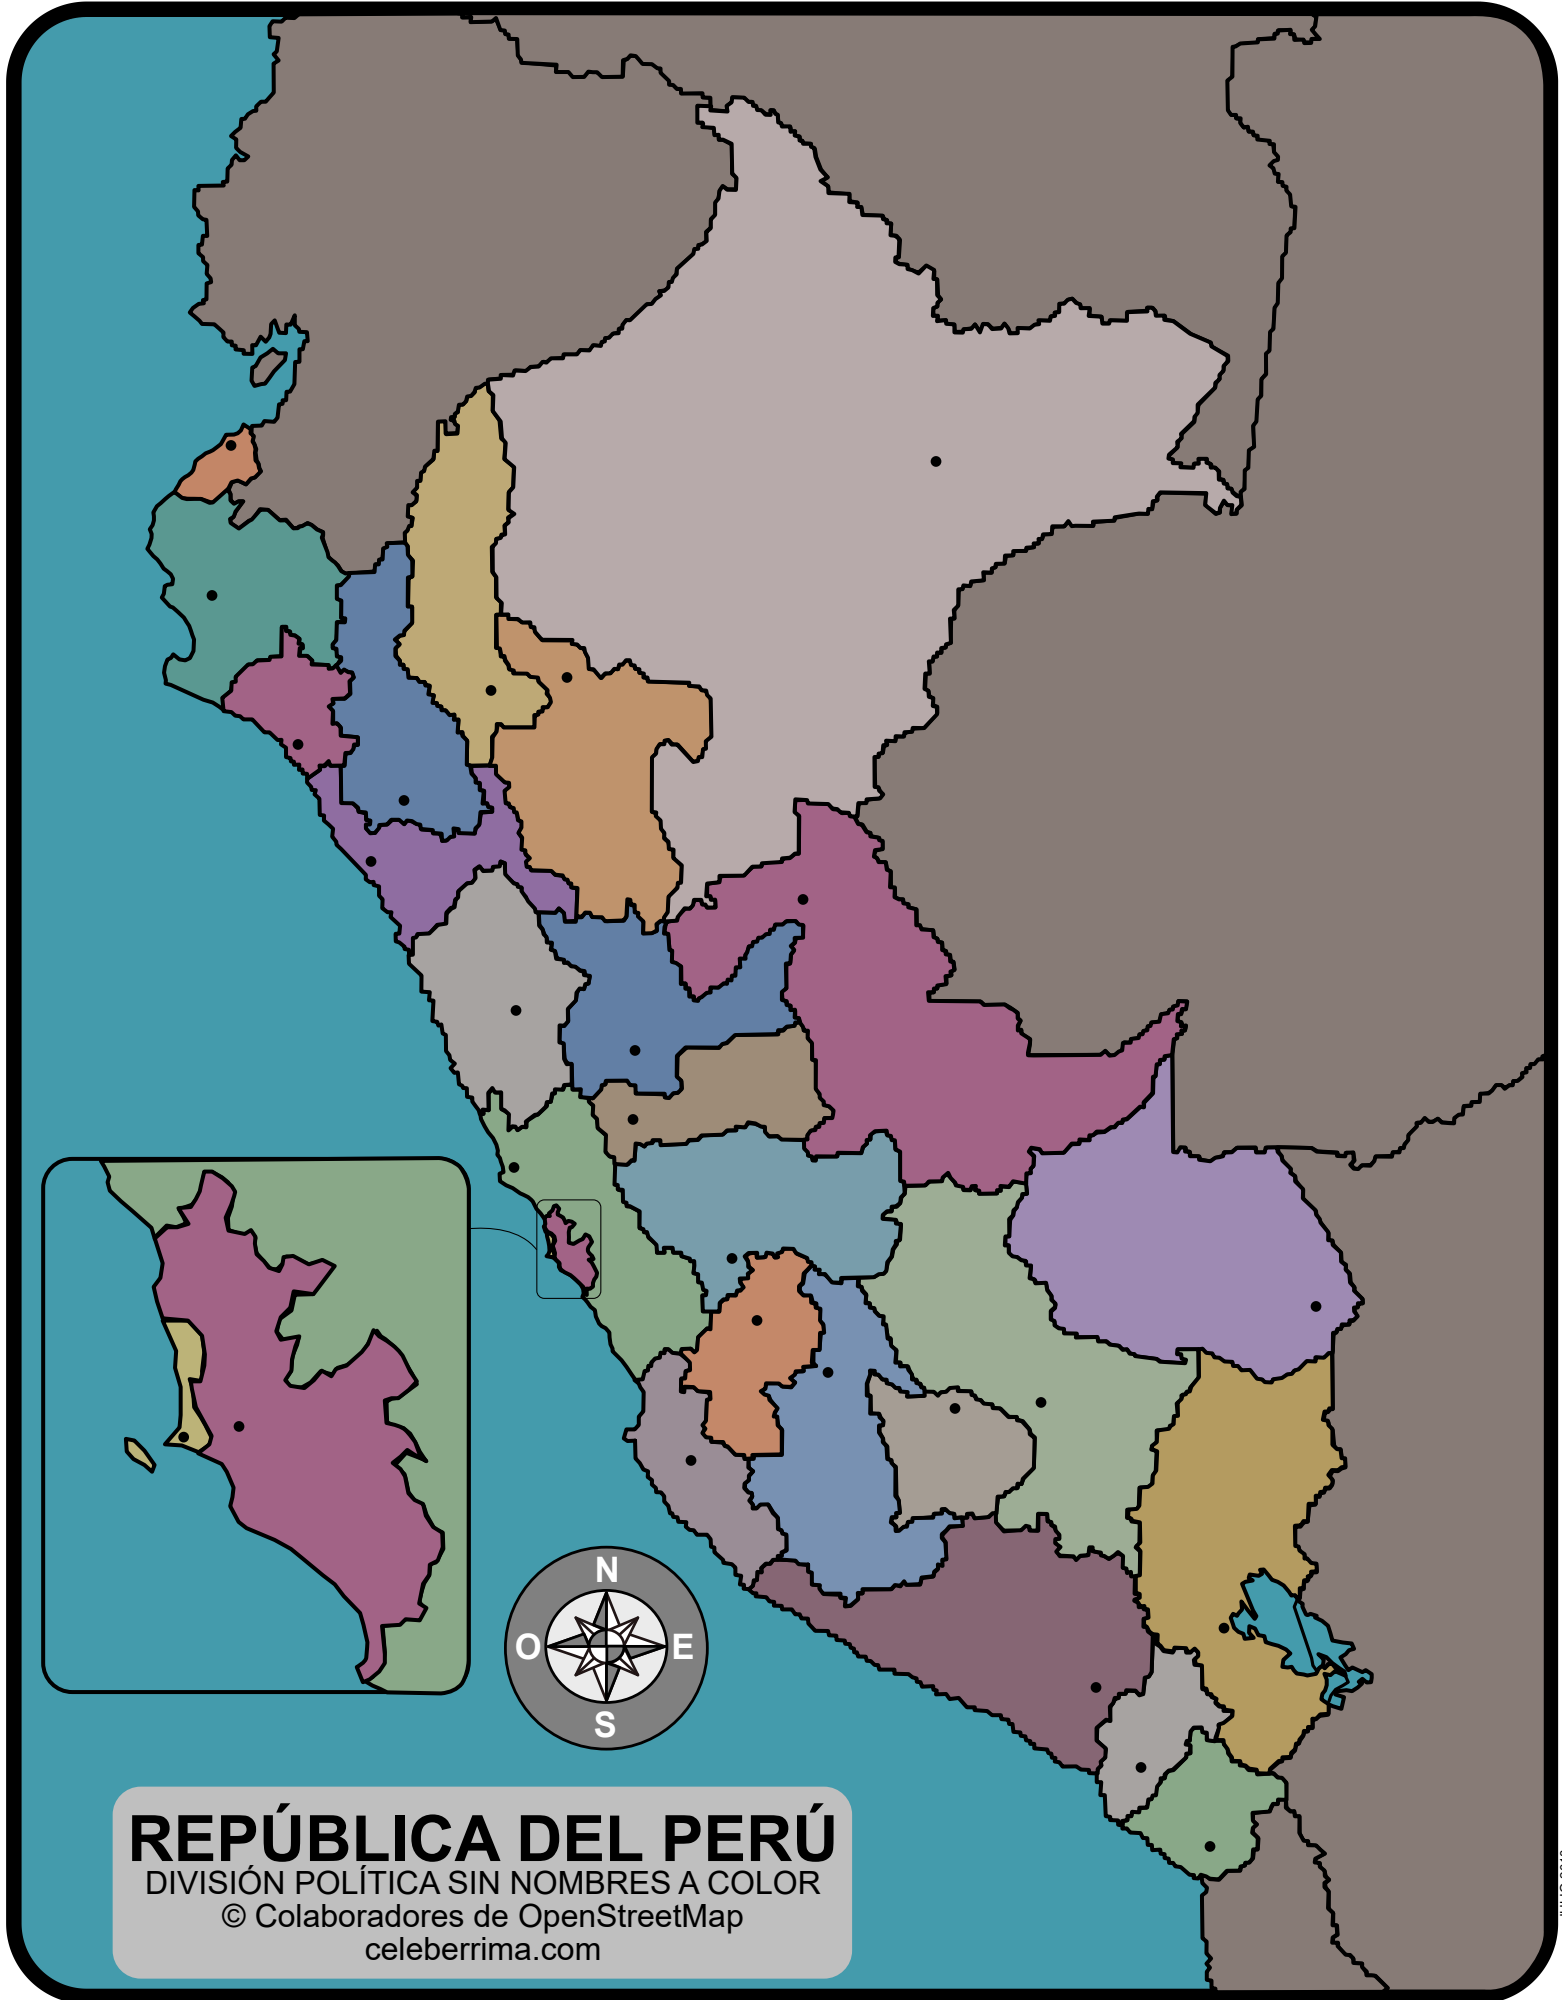 N
O E
S
REPÚBLICA DEL PERÚ
DIVISIÓN POLÍTICA SIN NOMBRES A COLOR
© Colaboradores de OpenStreetMap
celeberrima.com